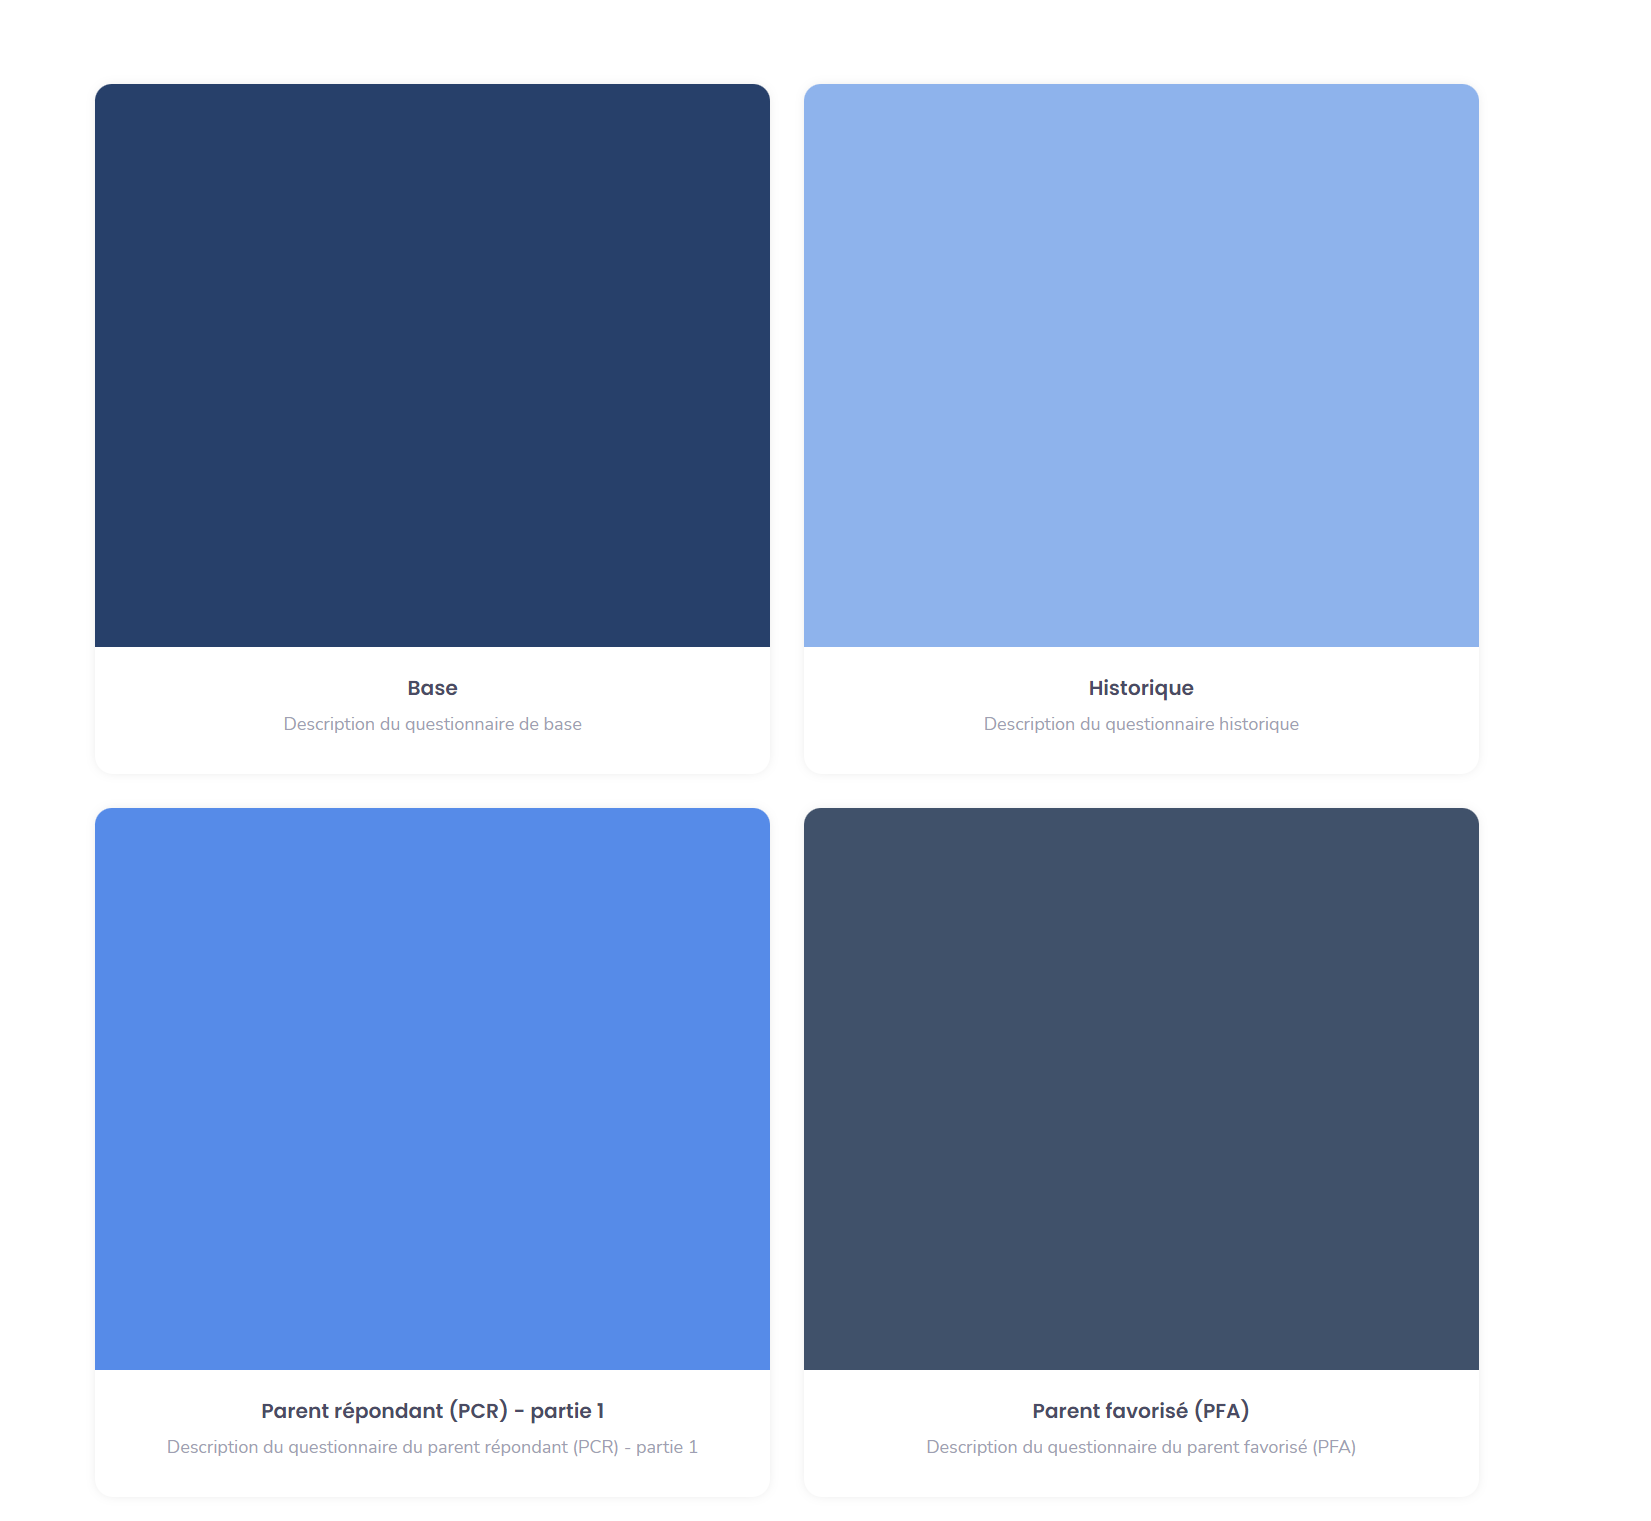 Base
Description du questionnaire de base
Historique
Description du questionnaire historique
Parent répondant (PCR) - partie 1
Description du questionnaire du parent répondant (PCR) - partie 1
Parent favorisé (PFA)
Description du questionnaire du parent favorisé (PFA)